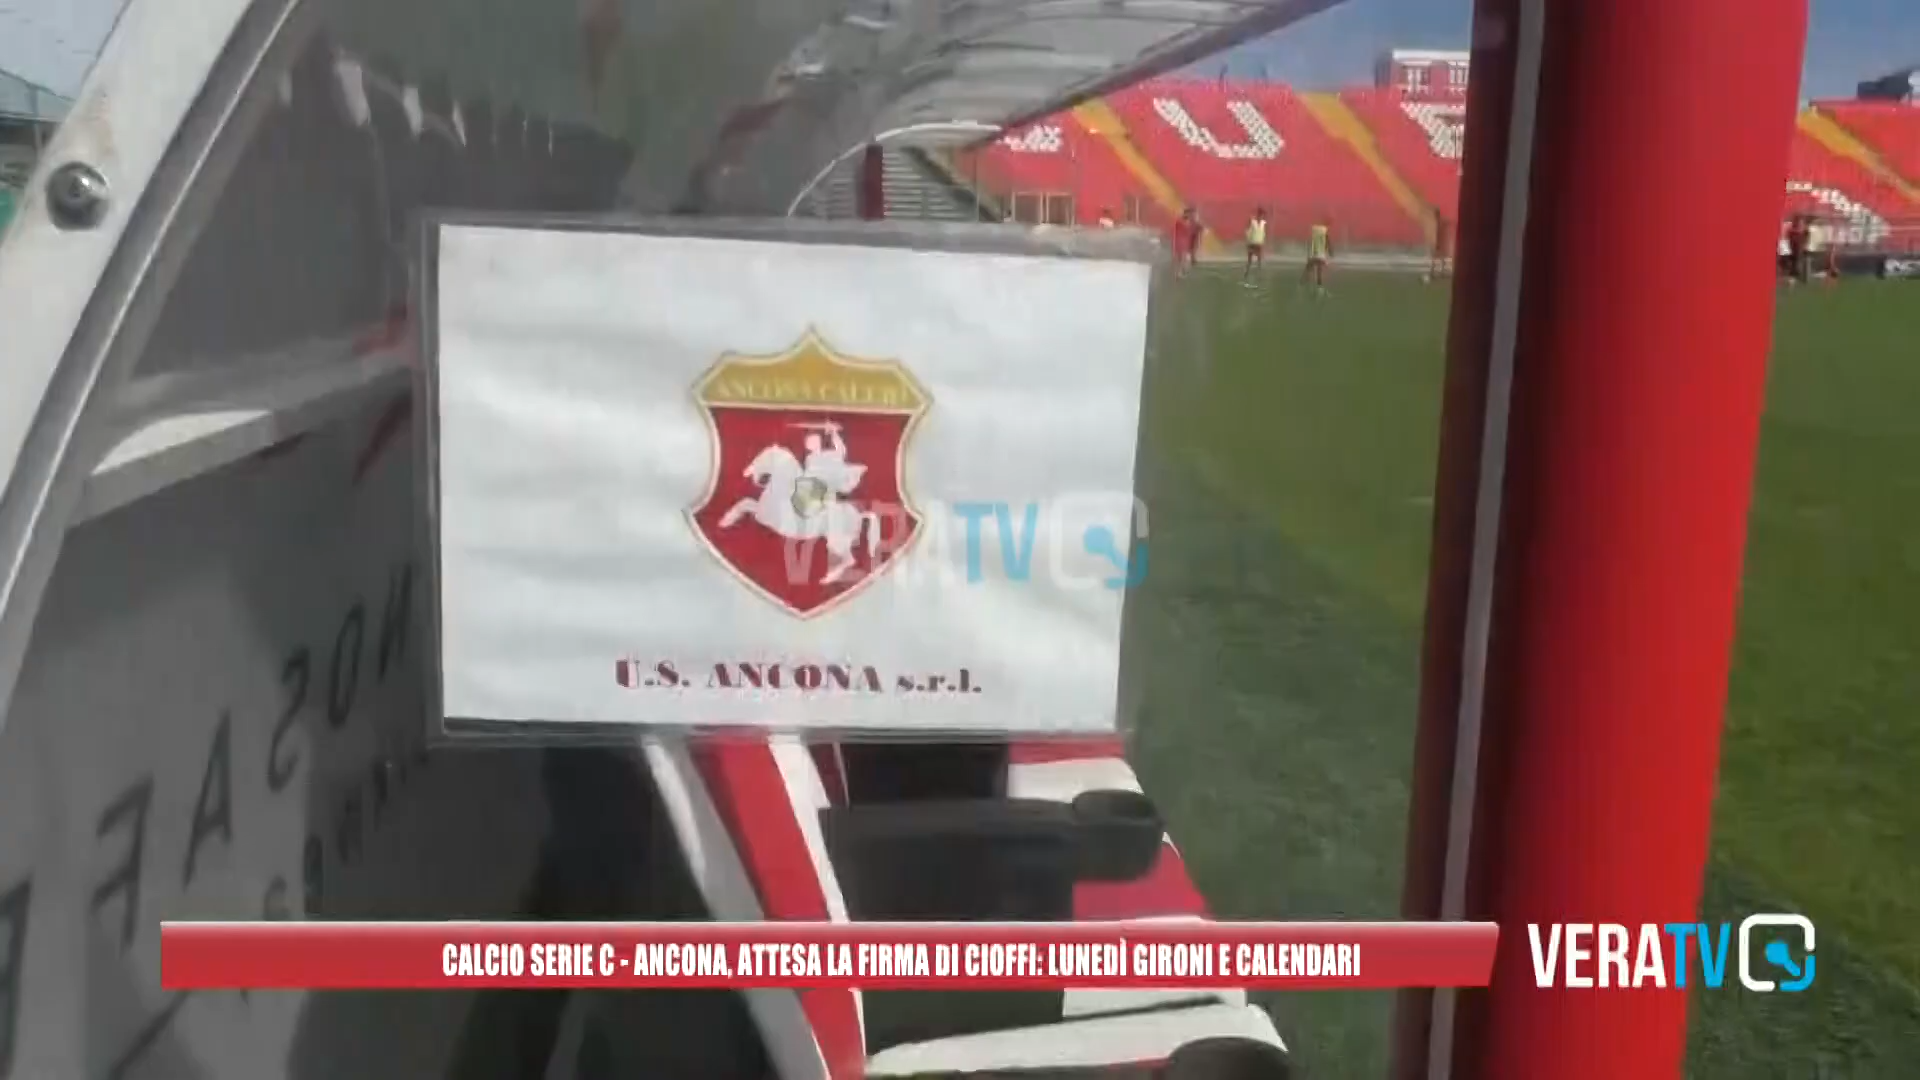 ANCONA CALCIO
VERATV
U.S. ANCONA s.r.l.
CALCIO SERIE C - ANCONA, ATTESA LA FIRMA DI CIOFFI: LUNEDÌ GIRONI E CALENDARI
VERATV